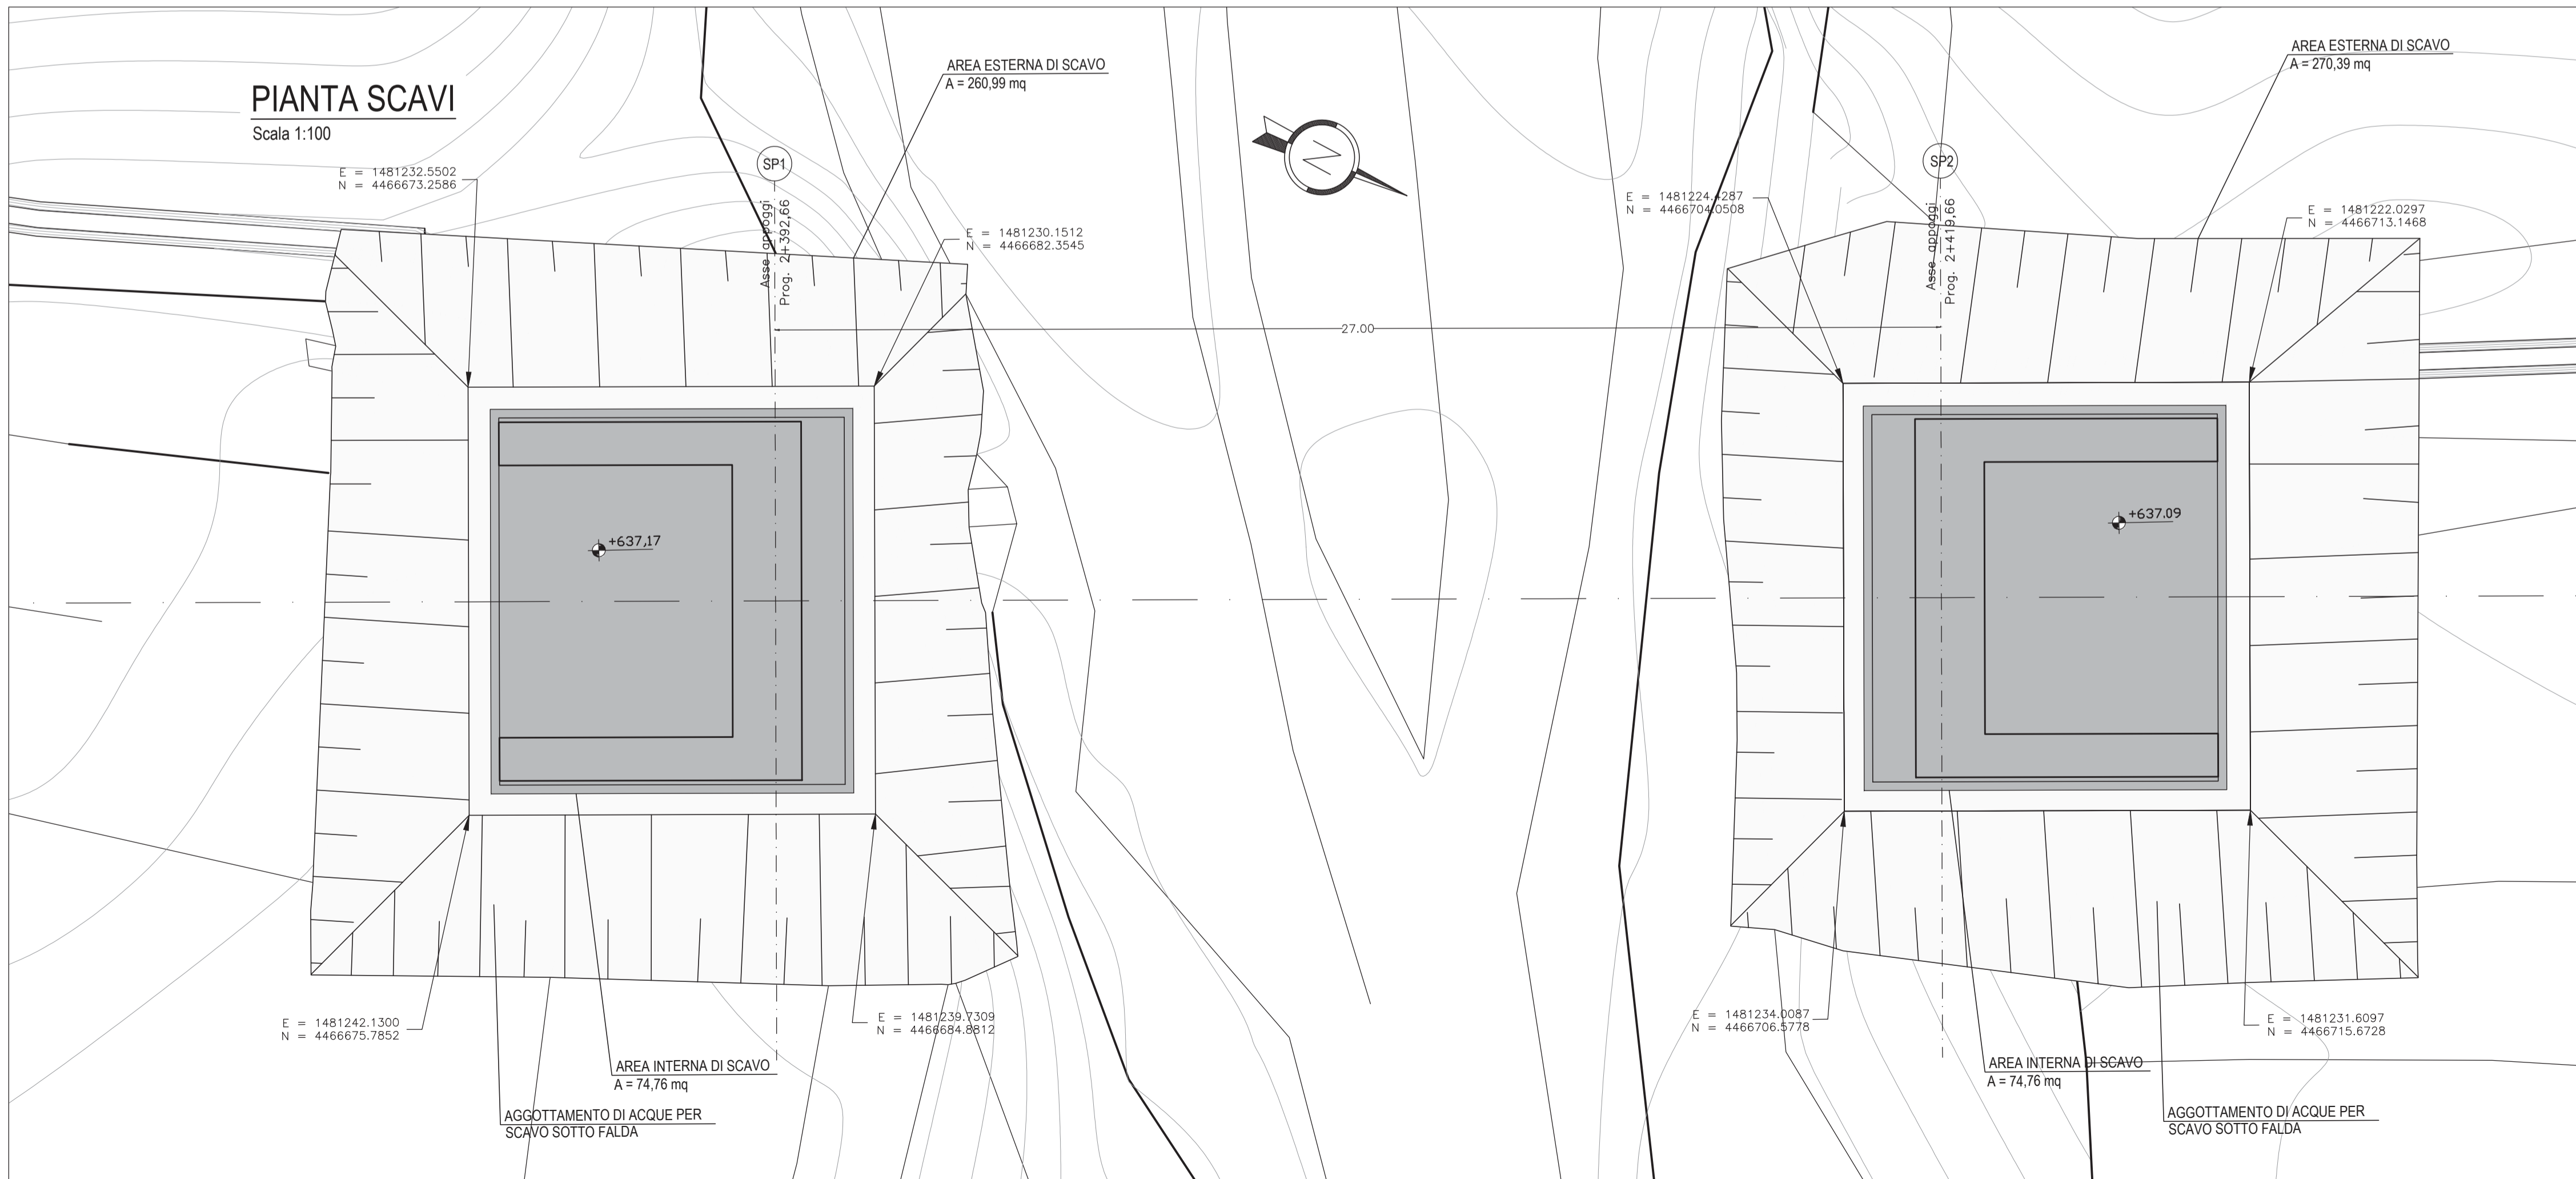 PIANTA SCAVI
Scala 1:100
AREA ESTERNA DI SCAVO
A = 260,99 mq
AREA ESTERNA DI SCAVO
A = 270,39 mq
N
SP1
SP2
Asse appoggi
Prog. 2+392,66
Asse appoggi
Prog. 2+419,66
E = 1481232.5502
N = 4466673.2586
E = 1481230.1512
N = 4466682.3545
E = 1481224.4287
N = 4466704.0508
E = 1481222.0297
N = 4466713.1468
27.00
+637,17
+637.09
E = 1481242.1300
N = 4466675.7852
E = 1481239.7309
N = 4466684.8812
E = 1481234.0087
N = 4466706.5778
E = 1481231.6097
N = 4466715.6728
AREA INTERNA DI SCAVO
A = 74,76 mq
AREA INTERNA DI SCAVO
A = 74,76 mq
AGGOTTAMENTO DI ACQUE PER
SCAVO SOTTO FALDA
AGGOTTAMENTO DI ACQUE PER
SCAVO SOTTO FALDA